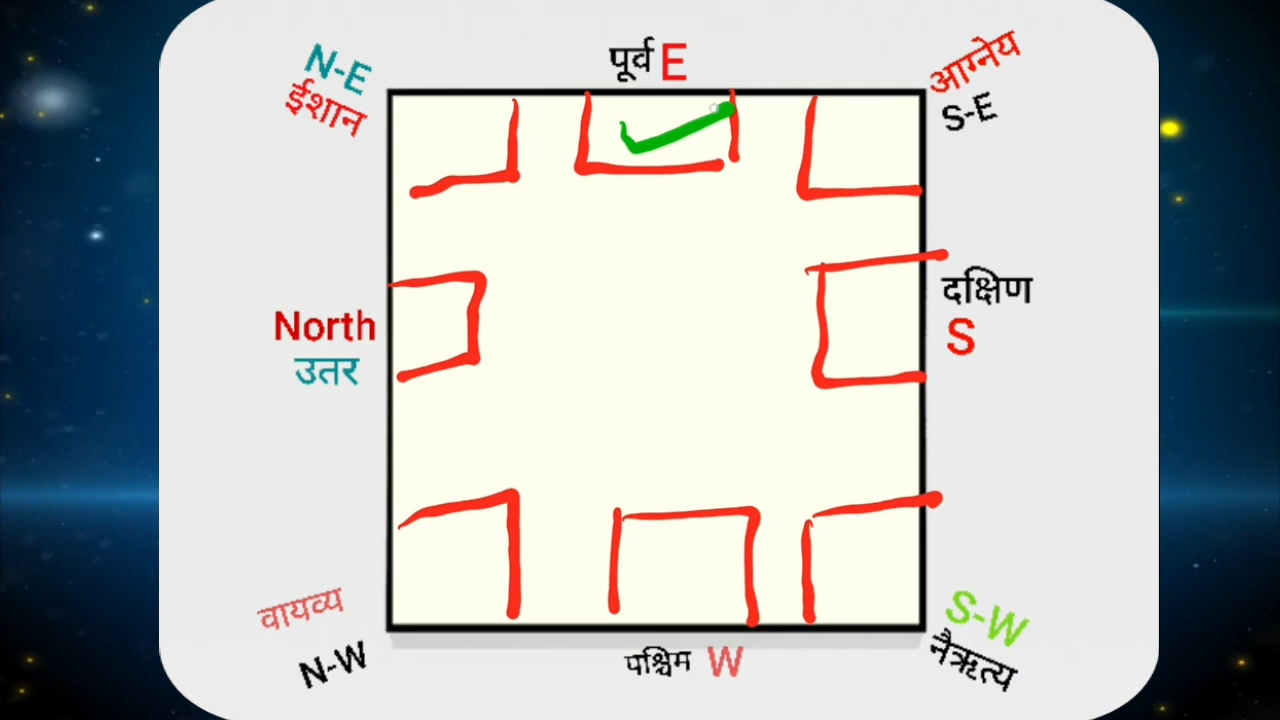 N-E
ईशान
पूर्व E
आग्नेय
S-E
North
उतर
दक्षिण
S
वायव्य
N-W
पश्चिम W
S-W
नैऋत्य